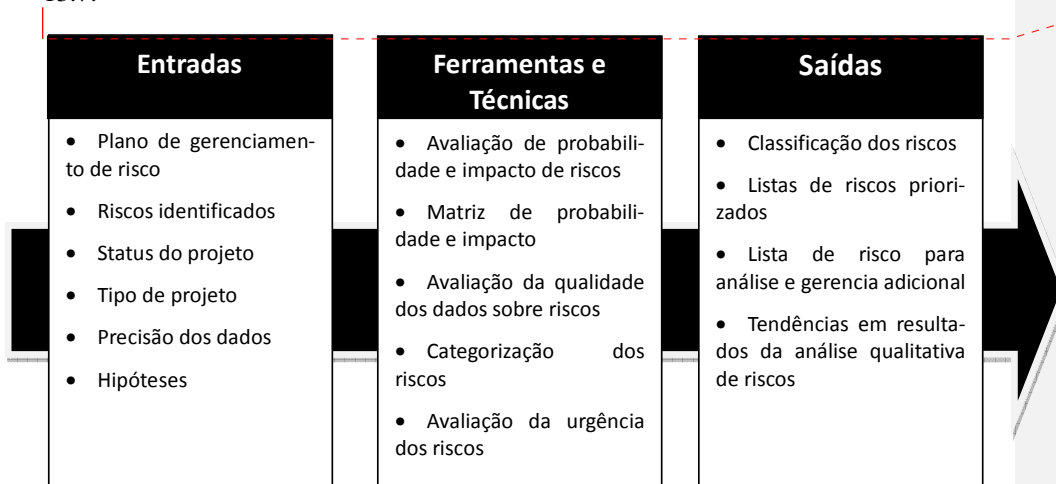 Entradas
• Plano de gerenciamen-
to de risco
• Riscos identificados
• Status do projeto
• Tipo de projeto
• Precisão dos dados
• Hipóteses
Ferramentas e
Técnicas
• Avaliação de probabili-
dade e impacto de riscos
• Matriz de probabili-
dade e impacto
• Avaliação da qualidade
dos dados sobre riscos
• Categorização dos
riscos
• Avaliação da urgência
dos riscos
Saídas
• Classificação dos riscos
• Listas de riscos priori-
zados
• Lista de risco para
análise e gerencia adicional
• Tendências em resulta-
dos da análise qualitativa
de riscos